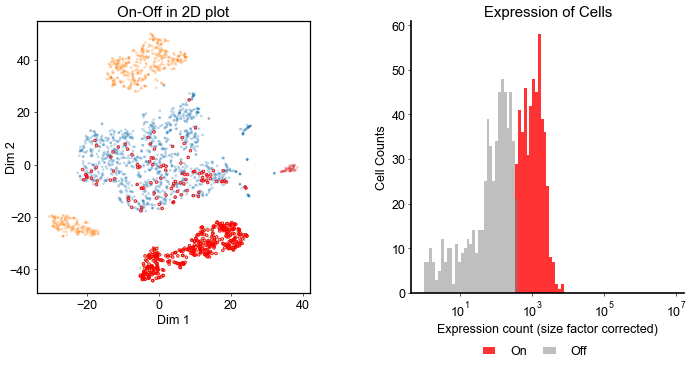 On-Off in 2D plot
Expression of Cells
Dim 2
40
20
0
−20
−40
−20
0
20
40
Dim 1
Cell Counts
60
50
40
30
20
10
0
10^1
10^3
10^5
10^7
Expression count (size factor corrected)
On
Off